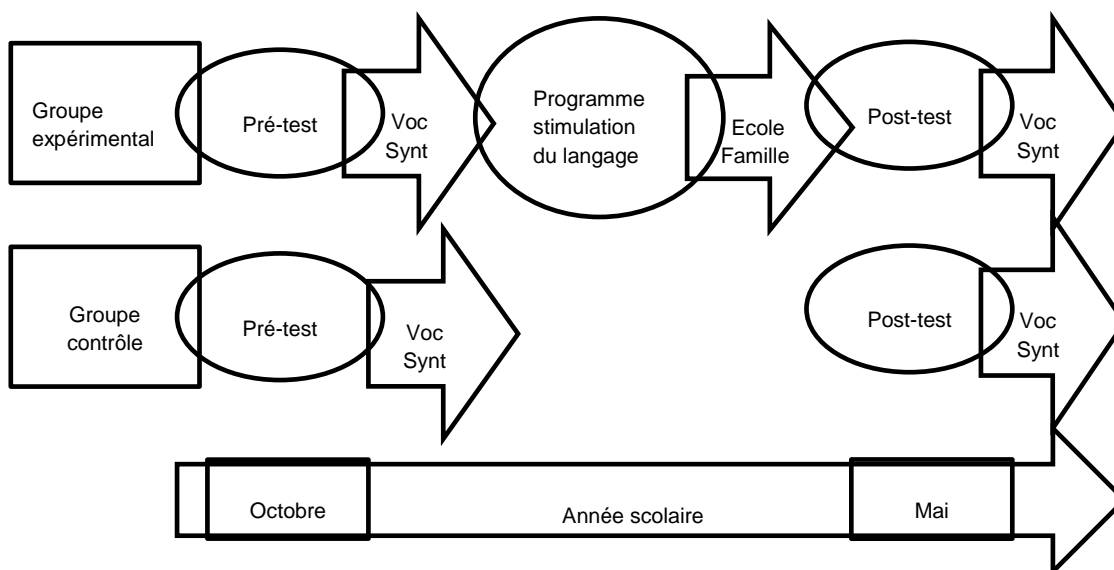 Groupe
expérimental
Pré-test
Voc
Synt
Programme
stimulation
du langage
Ecole
Famille
Post-test
Voc
Synt
Groupe
contrôle
Pré-test
Voc
Synt
Post-test
Voc
Synt
Octobre
Année scolaire
Mai